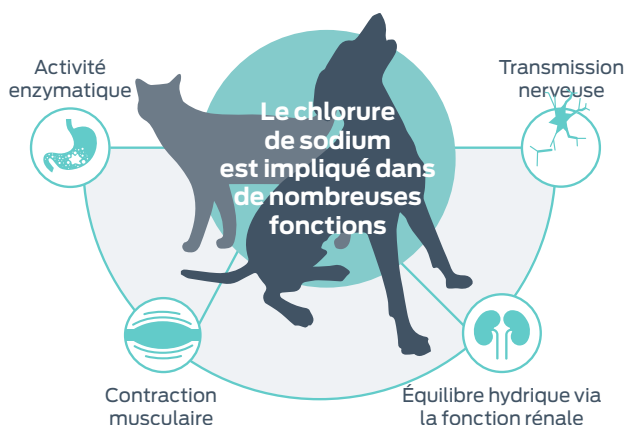 Activité
enzymatique
Transmission
nerveuse
Le chlorure
de sodium
est impliqué dans
de nombreuses
fonctions
Contraction
musculaire
Équilibre hydrique via
la fonction rénale